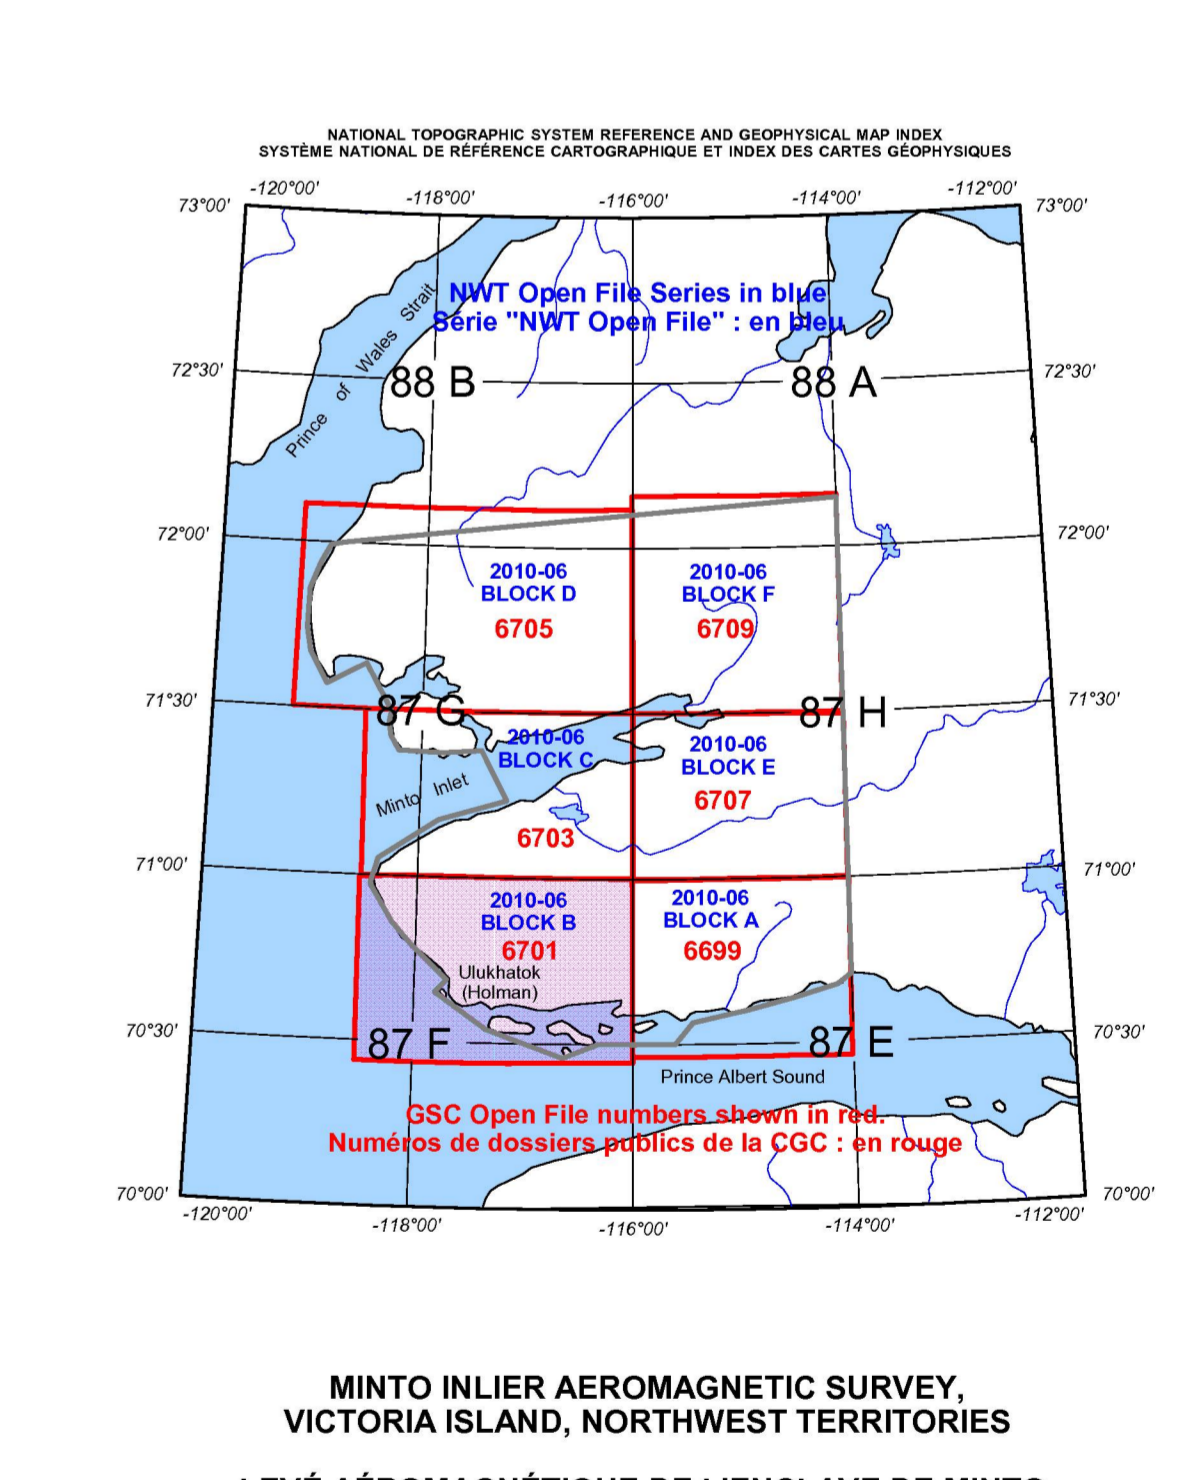 NATIONAL TOPOGRAPHIC SYSTEM REFERENCE AND GEOPHYSICAL MAP INDEX
SYSTÈME NATIONAL DE RÉFÉRENCE CARTOGRAPHIQUE ET INDEX DES CARTES GÉOPHYSIQUES
-120°00' -118°00' -116°00' -114°00' -112°00'
73°00' 73°00'
NWT Open File Series in blue
Série "NWT Open File" : en bleu
Prince of Wales Strait
72°30' 72°30'
88 B 88 A
72°00' 72°00'
2010-06
BLOCK D
6705
2010-06
BLOCK F
6709
71°30' 71°30'
87 G 87 H
2010-06
BLOCK C
6703
2010-06
BLOCK E
6707
Minto Inlet
71°00' 71°00'
2010-06
BLOCK B
6701
2010-06
BLOCK A
6699
Ulukhatok
(Holman)
70°30' 70°30'
87 F 87 E
Prince Albert Sound
GSC Open File numbers shown in red.
Numéros de dossiers publics de la CGC : en rouge
70°00' 70°00'
-120°00' -118°00' -116°00' -114°00' -112°00'
MINTO INLIER AEROMAGNETIC SURVEY,
VICTORIA ISLAND, NORTHWEST TERRITORIES
LEVÉ AÉROMAGNÉTIQUE DE L'ENCLAVE DE MINTO